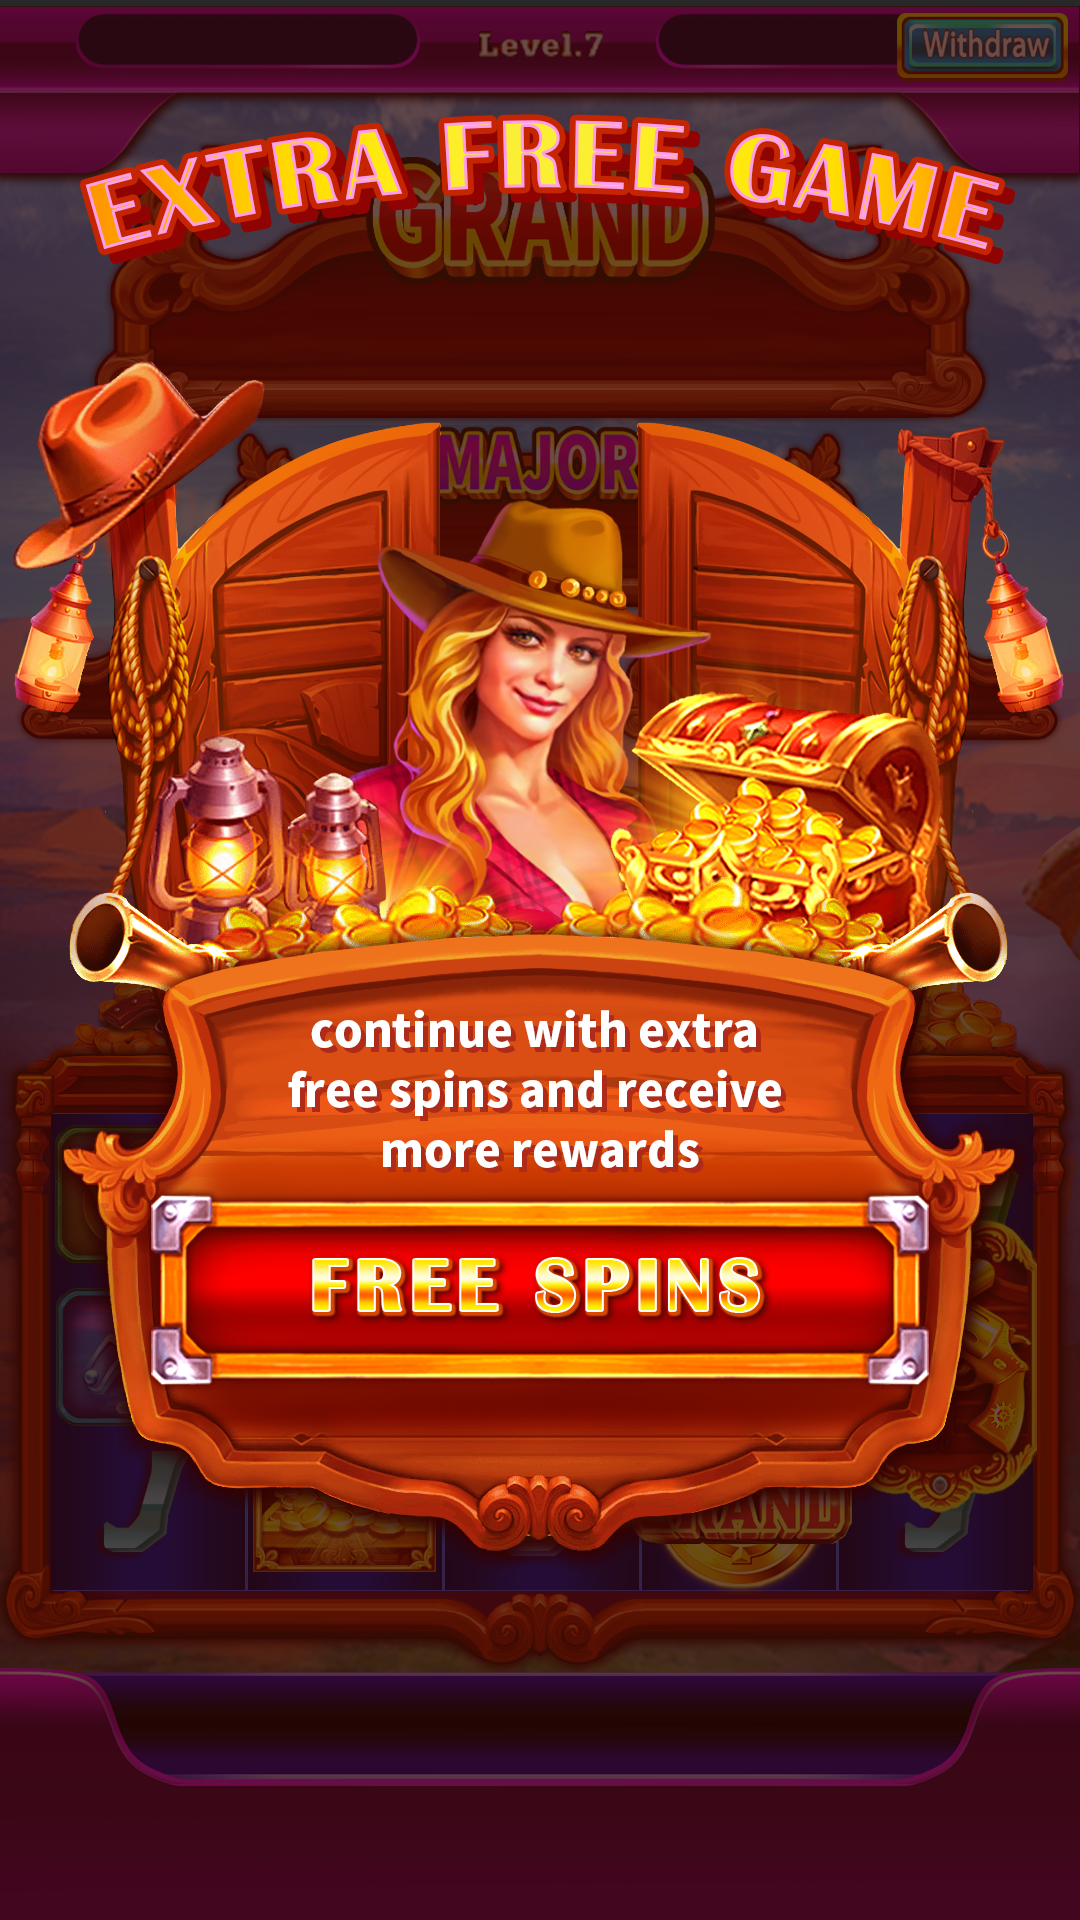 Level.7
Withdraw
EXTRA FREE GAME
GRAND
MAJOR
continue with extra
free spins and receive
more rewards
FREE SPINS